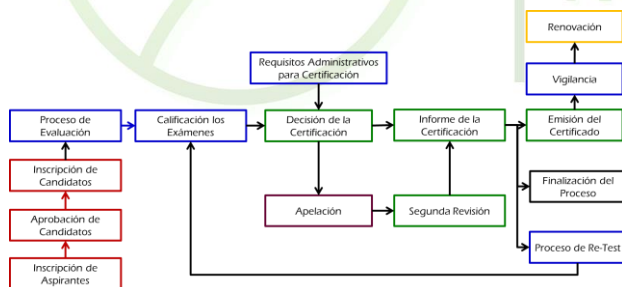 Renovación
Requisitos Administrativos
para Certificación
Vigilancia
Proceso de
Evaluación
Calificación los
Exámenes
Decisión de la
Certificación
Informe de la
Certificación
Emisión del
Certificado
Inscripción de
Candidatos
Finalización del
Proceso
Aprobación de
Candidatos
Apelación
Segunda Revisión
Proceso de Re-Test
Inscripción de
Aspirantes